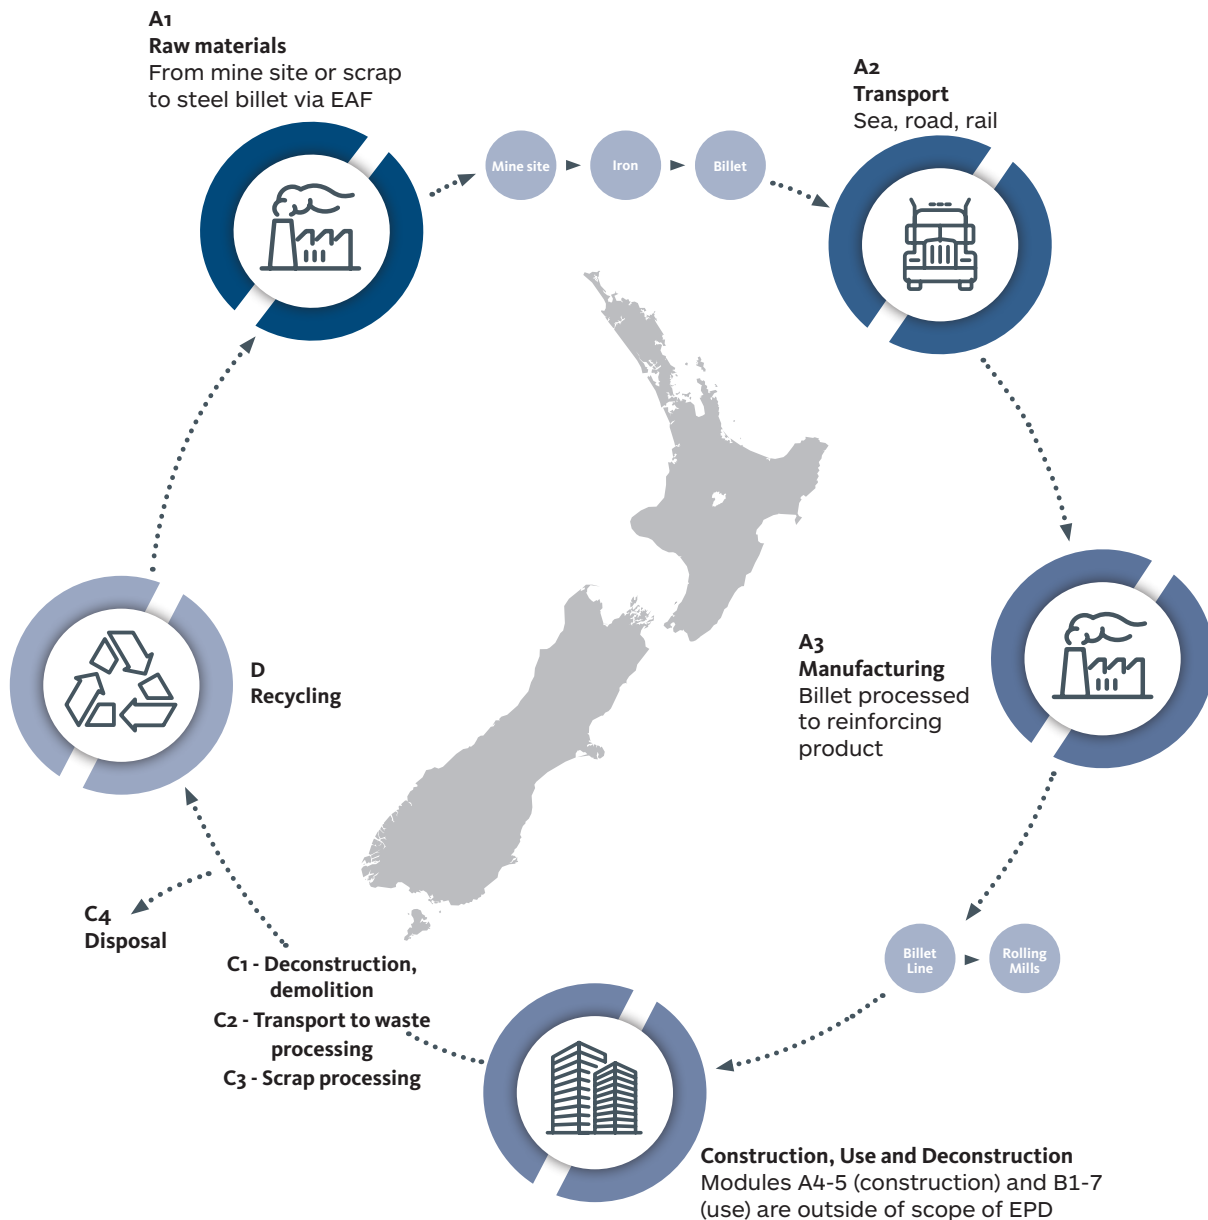 A1
Raw materials
From mine site or scrap
to steel billet via EAF
A2
Transport
Sea, road, rail
Mine site
Iron
Billet
A3
Manufacturing
Billet processed
to reinforcing
product
D
Recycling
C4
Disposal
C1 - Deconstruction,
demolition
C2 - Transport to waste
processing
C3 - Scrap processing
Billet
Line
Rolling
Mills
Construction, Use and Deconstruction
Modules A4-5 (construction) and B1-7
(use) are outside of scope of EPD